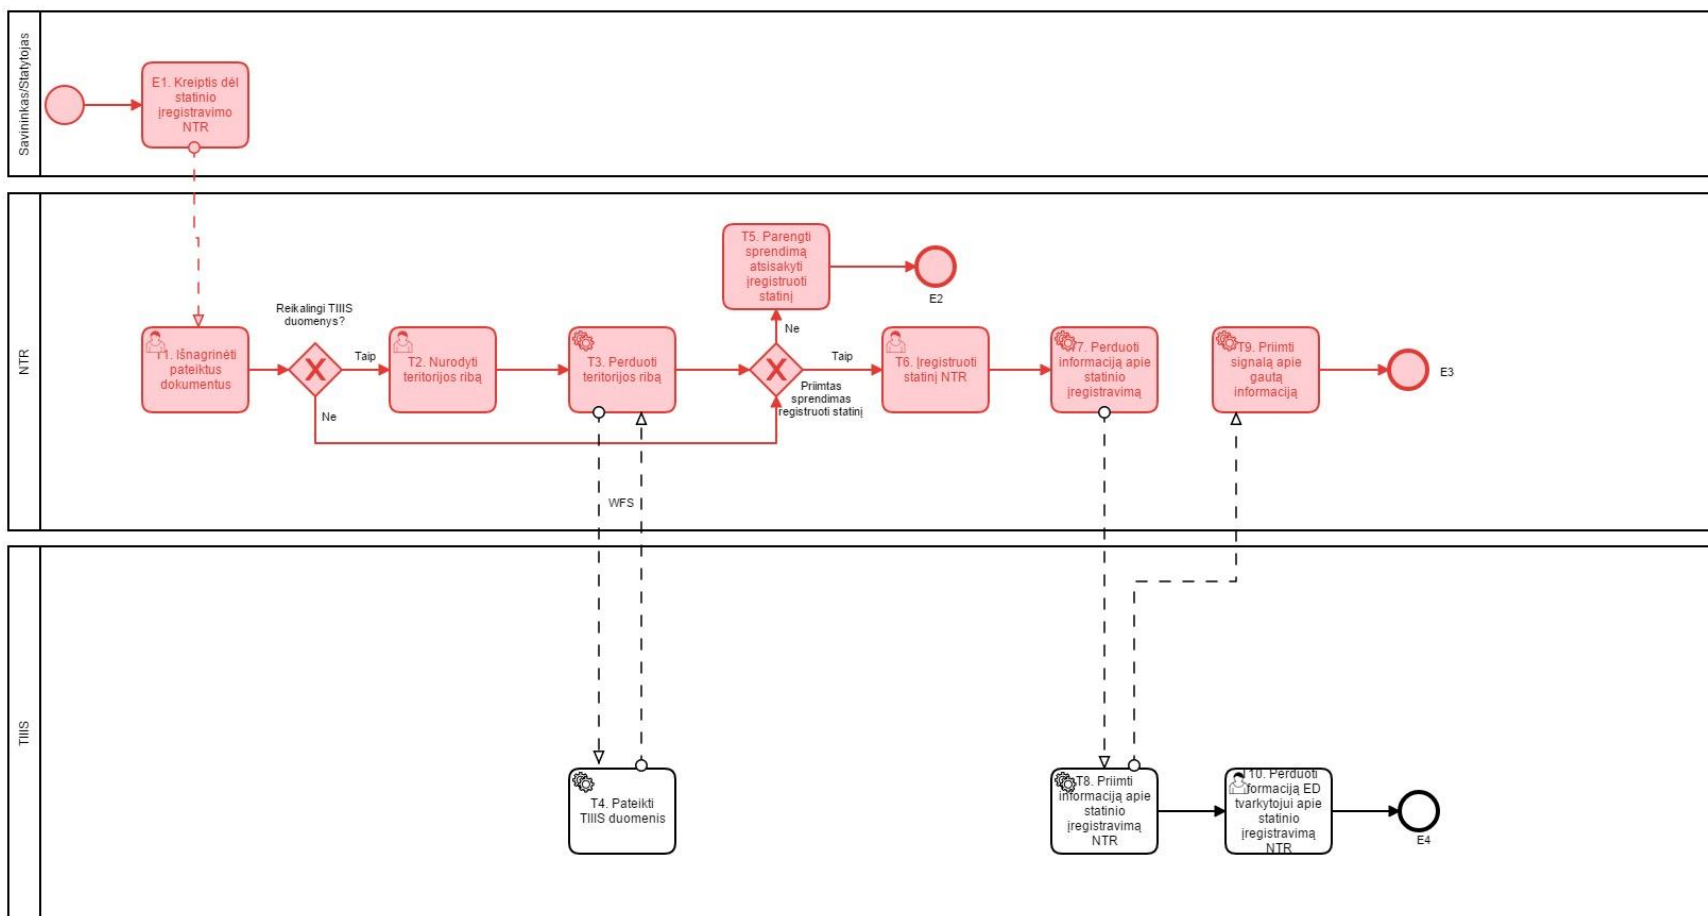 Savininkas/Statytojas
E1. Kreiptis dėl
statinio
įregistravimo
NTR
NTR
T1. Išnagrinėti
pateiktus
dokumentus
Reikalingi TIIIS
duomenys?
Taip
Ne
T2. Nurodyti
teritorijos ribą
T3. Perduoti
teritorijos ribą
WFS
T5. Parengti
sprendimą
atsisakyti
įregistruoti
statinį
E2
Ne
Taip
Priimtas
sprendimas
įregistruoti statinį
T6. Įregistruoti
statinį NTR
T7. Perduoti
informaciją apie
statinio
įregistravimą
T9. Priimti
signalą apie
gautą
informaciją
E3
TIIIS
T4. Pateikti
TIIIS duomenis
T8. Priimti
informaciją apie
statinio
įregistravimą
NTR
T10. Perduoti
formaciją ED
tvarkytojui apie
statinio
įregistravimą
NTR
E4